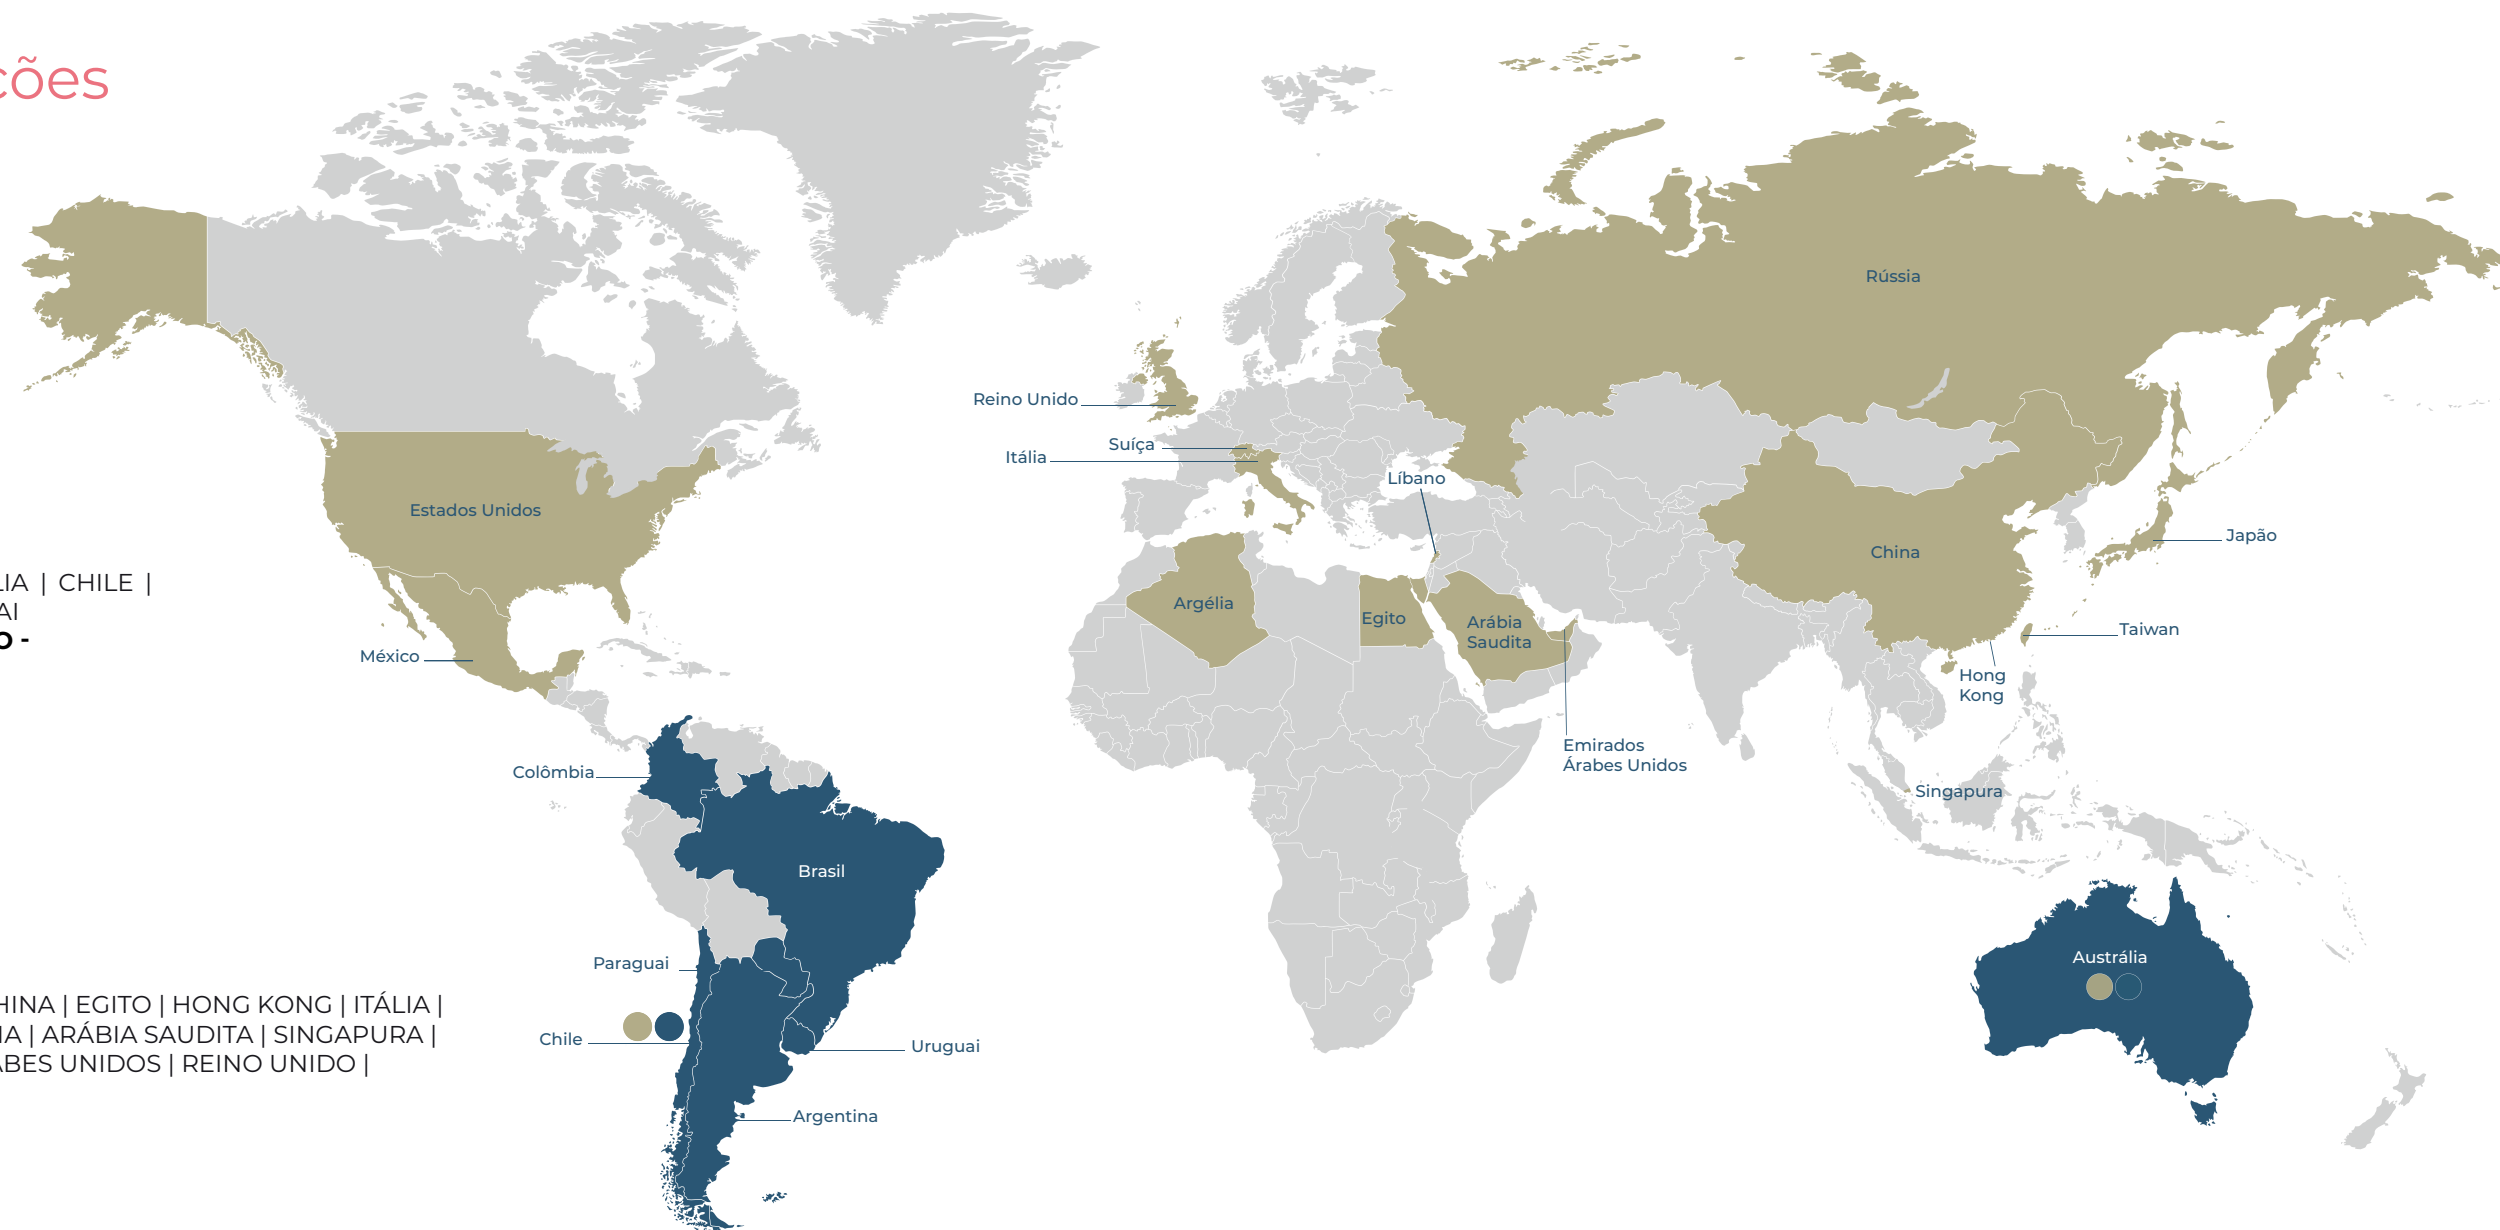 ções
Rússia
Reino Unido
Suíça
Itália
Líbano
Estados Unidos
China
Japão
LIA | CHILE |
AI
O -
Argélia
Egito
Arábia
Saudita
México
Taiwan
Hong
Kong
Emirados
Árabes Unidos
Colômbia
Singapura
Brasil
Paraguai
Austrália
HINA | EGITO | HONG KONG | ITÁLIA |
IA | ARÁBIA SAUDITA | SINGAPURA |
ABES UNIDOS | REINO UNIDO |
Chile
Uruguai
Argentina